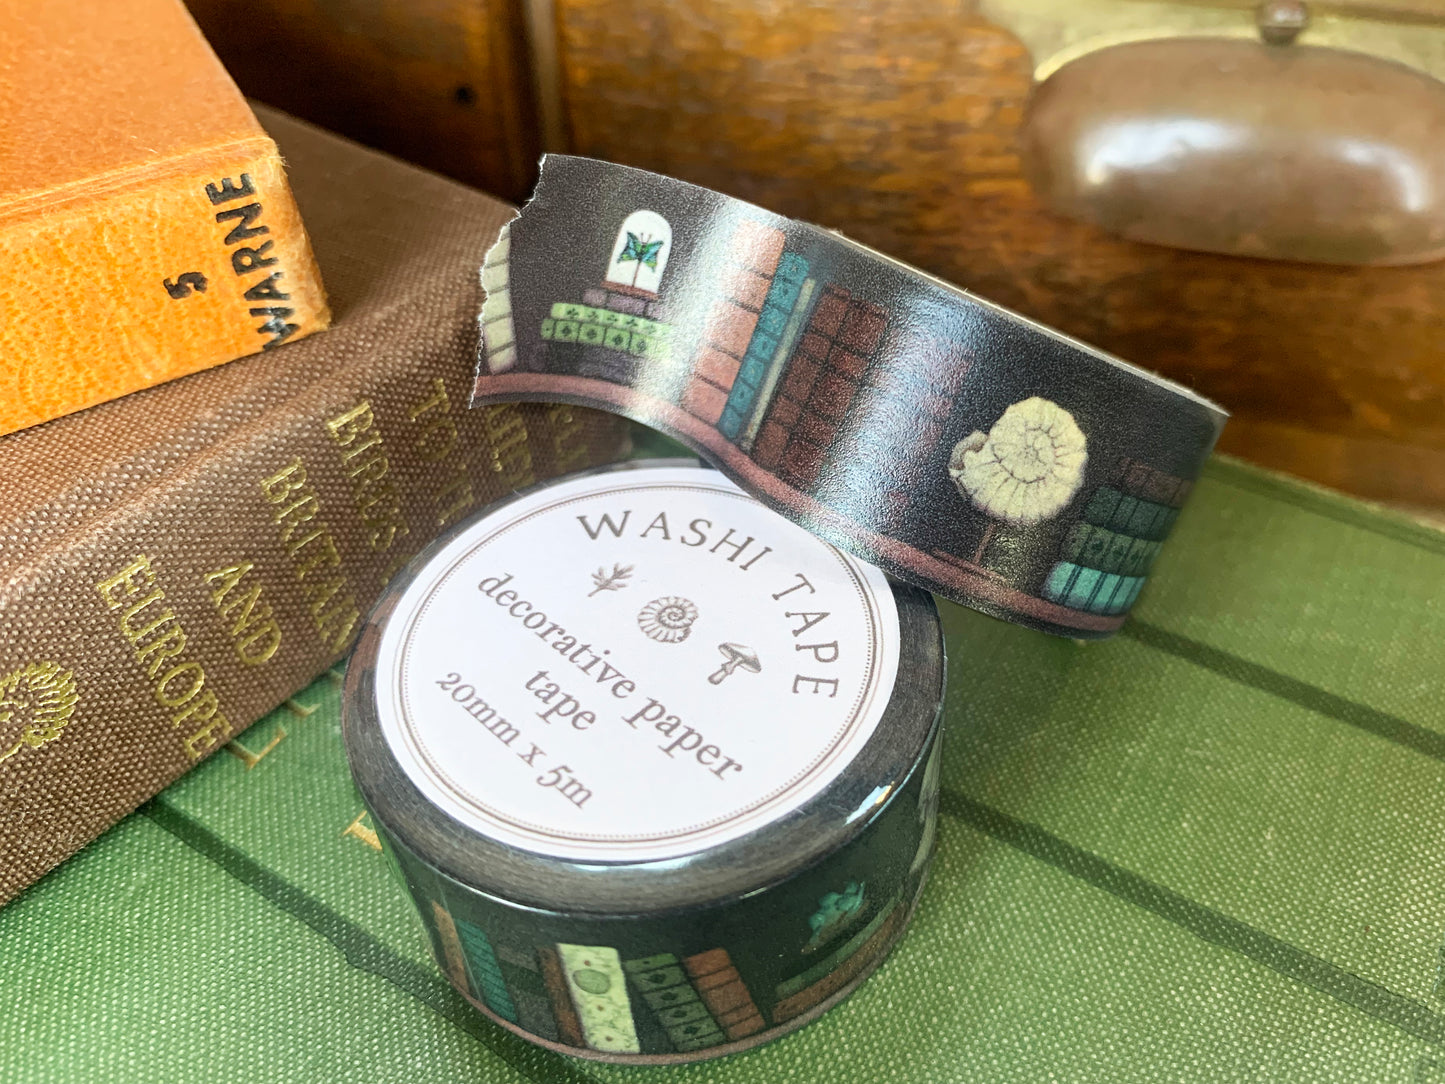 WASHI TAPE
decorative paper
tape
20mm x 5m
5
WARNE
BIRDS
BRITAIN
AND
EUROPE